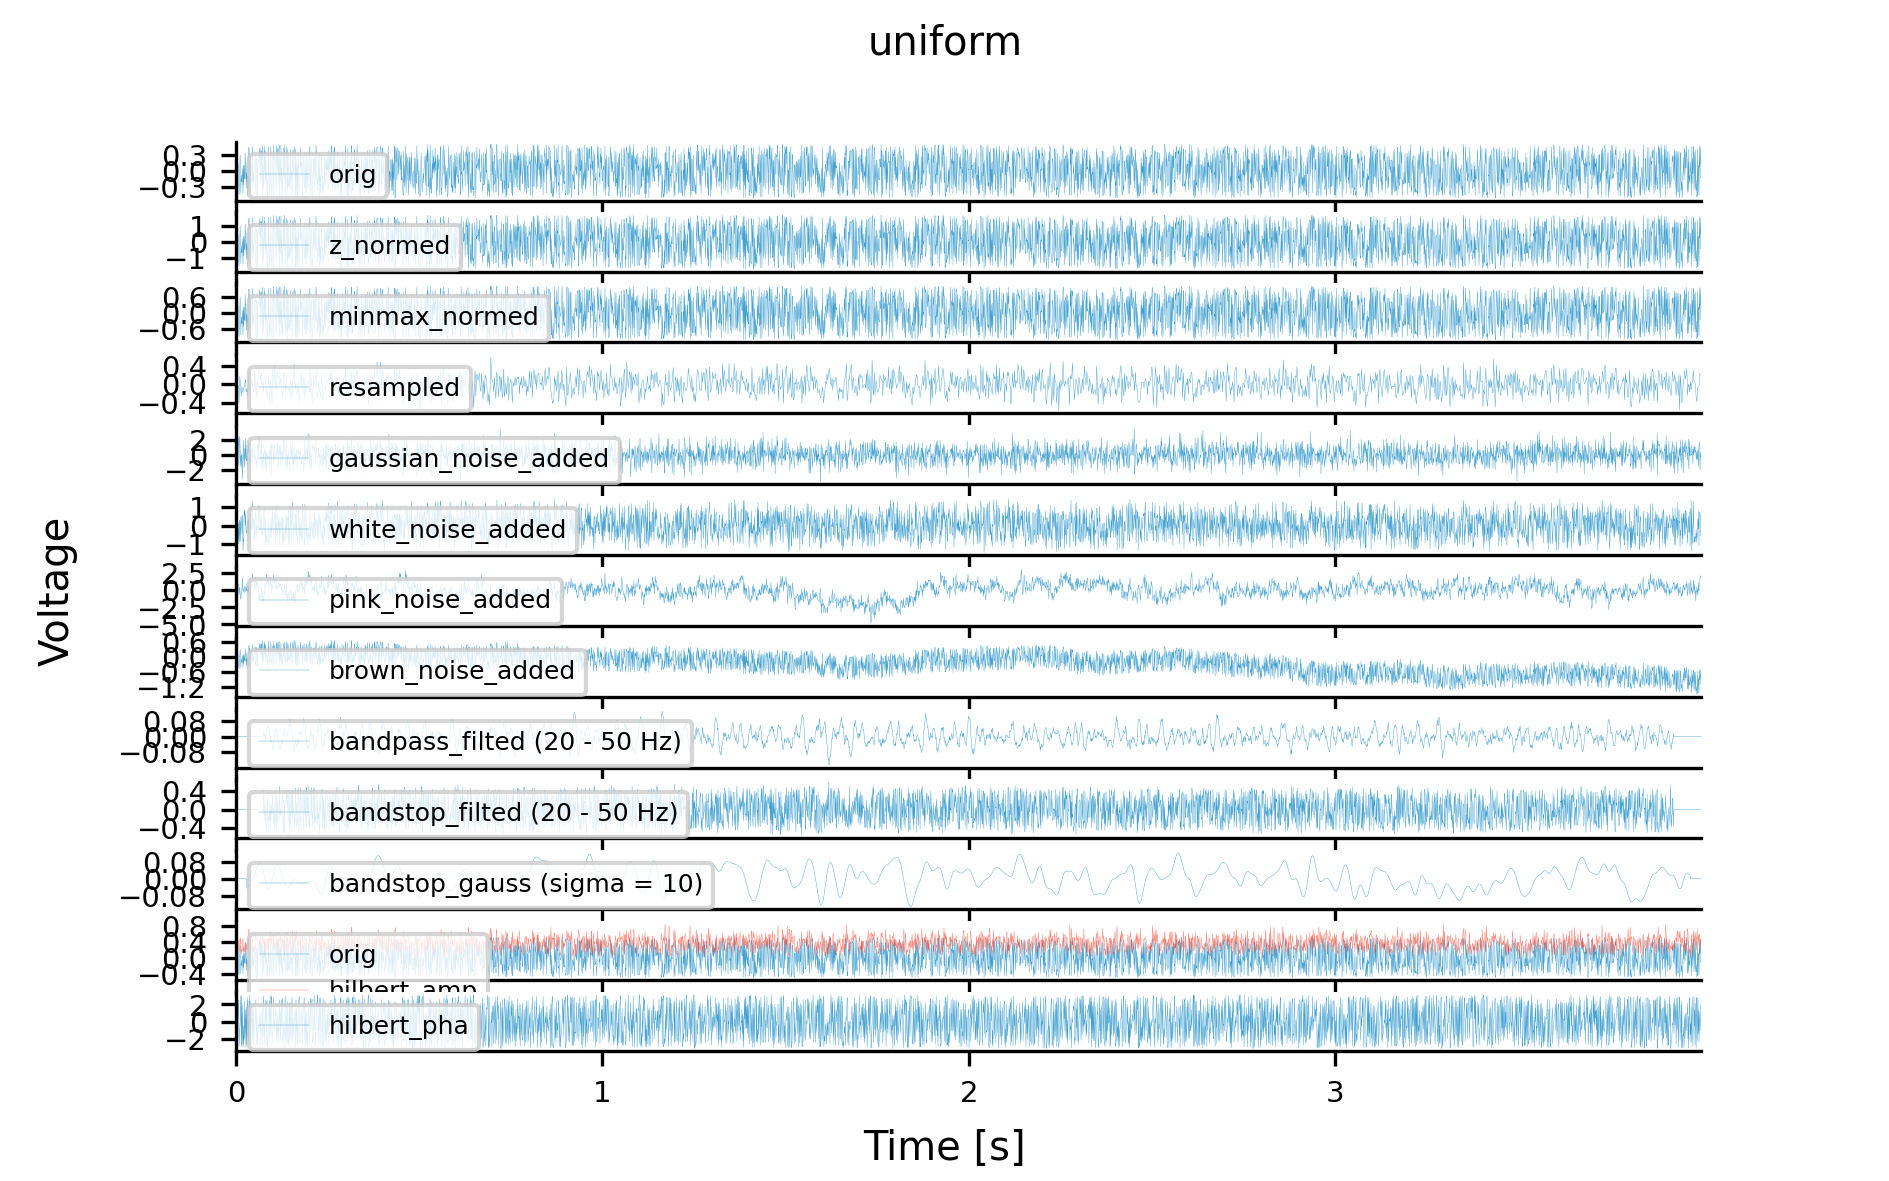 uniform
0.3
0.0
−0.3
orig
1
0
−1
z_normed
0.6
0.0
−0.6
minmax_normed
0.4
0.0
−0.4
resampled
2
0
−2
gaussian_noise_added
1
0
−1
white_noise_added
2.5
0.0
−2.5
−5.0
pink_noise_added
0.6
0.0
−0.6
−1.2
brown_noise_added
0.08
0.00
−0.08
bandpass_filted (20 - 50 Hz)
0.4
0.0
−0.4
bandstop_filted (20 - 50 Hz)
0.08
0.00
−0.08
bandstop_gauss (sigma = 10)
0.8
0.4
0.0
−0.4
orig
hilbert_amp
2
0
−2
hilbert_pha
0 1 2 3
Time [s]
Voltage